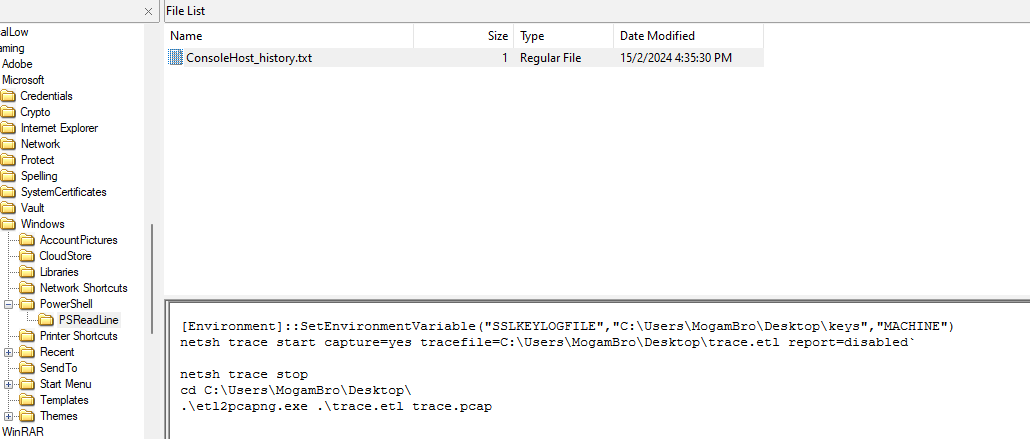 File List
Name Size Type Date Modified
ConsoleHost_history.txt 1 Regular File 15/2/2024 4:35:30 PM
Adobe
Microsoft
Credentials
Crypto
Internet Explorer
Network
Protect
Spelling
SystemCertificates
Vault
Windows
AccountPictures
CloudStore
Libraries
Network Shortcuts
PowerShell
PSReadLine
Printer Shortcuts
Recent
SendTo
Start Menu
Templates
Themes
WinRAR
[Environment]::SetEnvironmentVariable("SSLKEYLOGFILE","C:\Users\MogamBro\Desktop\keys","MACHINE")
netsh trace start capture=yes tracefile=C:\Users\MogamBro\Desktop\trace.etl report=disabled`
netsh trace stop
cd C:\Users\MogamBro\Desktop\
.\etl2pcapng.exe .\trace.etl trace.pcap